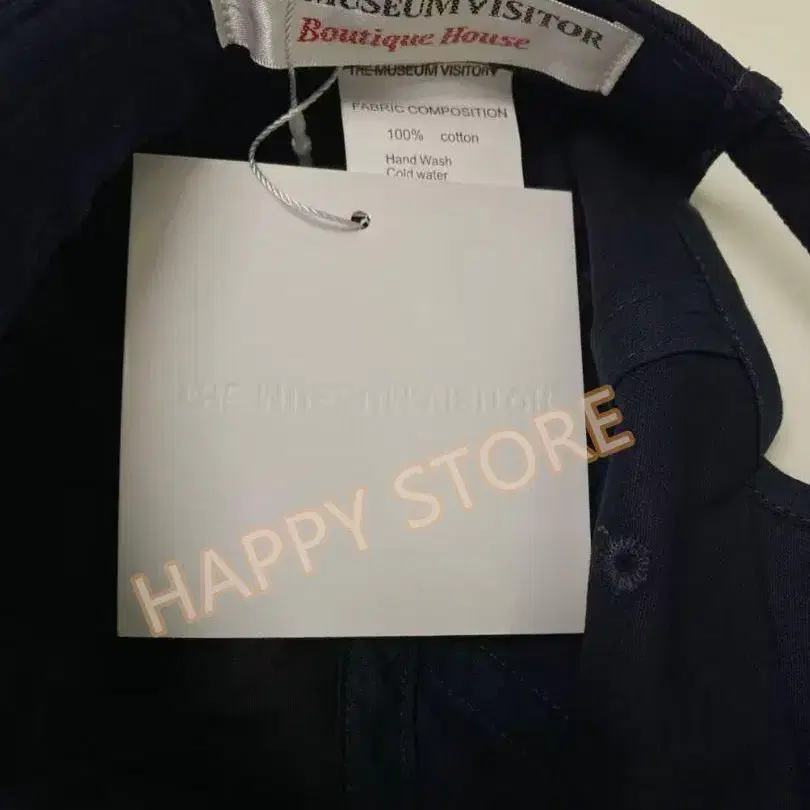 MUSEUM VISITOR
Boutique House
THE MUSEUM VISITOR
FABRIC COMPOSITION
100% cotton
Hand Wash
Cold water
HAPPY STORE